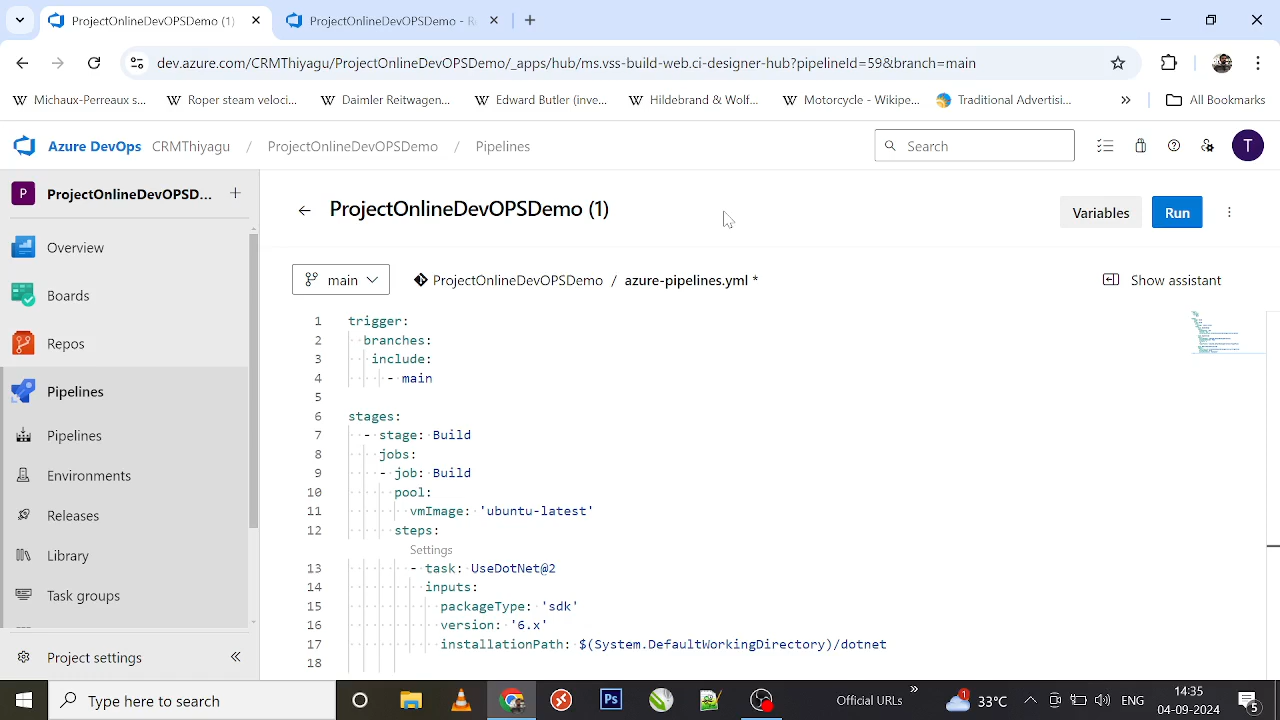 ProjectOnlineDevOPSDemo (1)
ProjectOnlineDevOPSDemo - Re
dev.azure.com/CRMThiyagu/ProjectOnlineDevOPSDemo/_apps/hub/ms.vss-build-web.ci-designer-hub?pipelineId=59&branch=main
Michaux-Perreaux s...
Roper steam veloci...
Daimler Reitwagen...
Edward Butler (inve...
Hildebrand & Wolf...
Motorcycle - Wikipe...
Traditional Advertisi...
All Bookmarks
Azure DevOps CRMThiyagu / ProjectOnlineDevOPSDemo / Pipelines
Search
T
P ProjectOnlineDevOPSD...
ProjectOnlineDevOPSDemo (1)
Variables
Run
Overview
Boards
Repos
Pipelines
Pipelines
Environments
Releases
Library
Task groups
Project settings
main
ProjectOnlineDevOPSDemo / azure-pipelines.yml *
Show assistant
1 trigger:
2 branches:
3 include:
4 - main
5
6 stages:
7 - stage: Build
8 jobs:
9 - job: Build
10 pool:
11 vmImage: 'ubuntu-latest'
12 steps:
Settings
13 - task: UseDotNet@2
14 inputs:
15 packageType: 'sdk'
16 version: '6.x'
17 installationPath: $(System.DefaultWorkingDirectory)/dotnet
18
Type here to search
Ps
Official URLs
1
33°C
ENG
14:35
04-09-2024
5